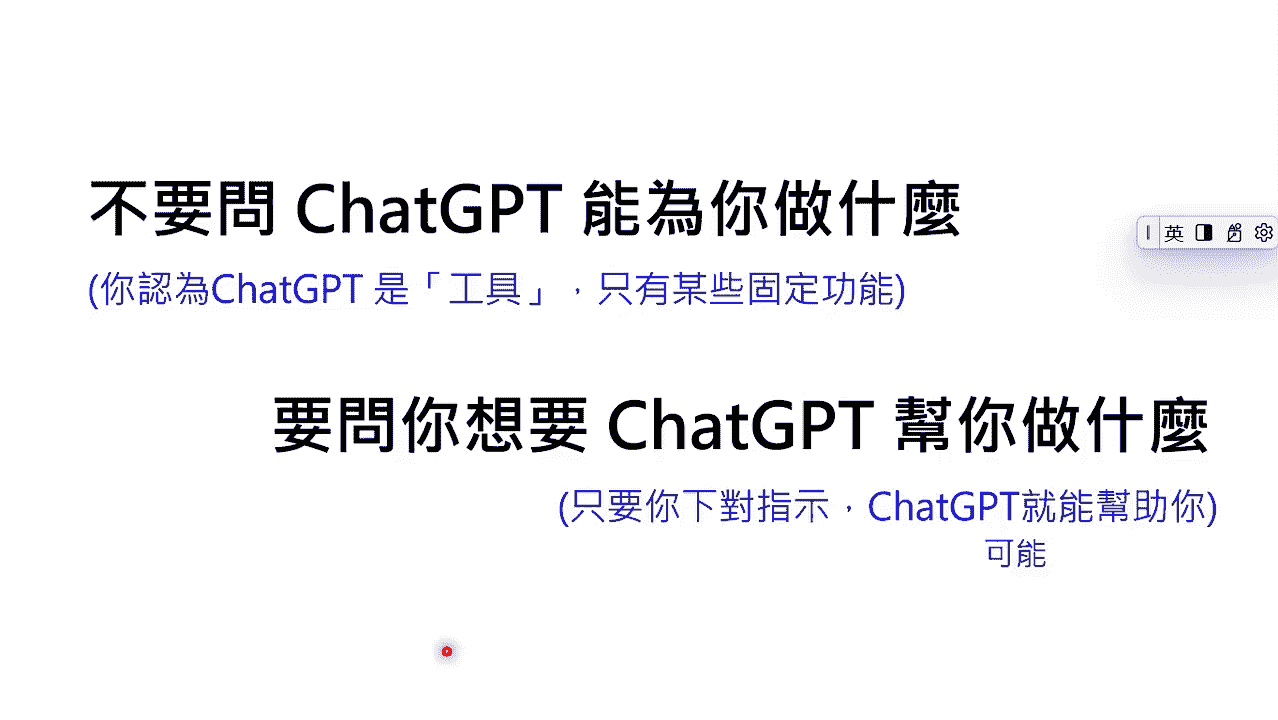 不要問 ChatGPT 能為你做什麼
(你認為ChatGPT 是「工具」，只有某些固定功能)
英
要問你想要 ChatGPT 幫你做什麼
(只要你下對指示，ChatGPT就能幫助你)
可能